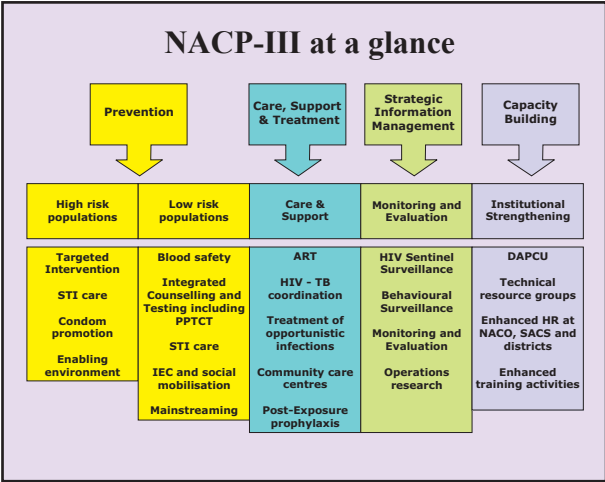 NACP-III at a glance
Prevention
Care, Support
& Treatment
Strategic
Information
Management
Capacity
Building
High risk
populations
Low risk
populations
Care &
Support
Monitoring and
Evaluation
Institutional
Strengthening
Targeted
Intervention
STI care
Condom
promotion
Enabling
environment
Blood safety
Integrated
Counselling and
Testing including
PPTCT
STI care
IEC and social
mobilisation
Mainstreaming
ART
HIV - TB
coordination
Treatment of
opportunistic
infections
Community care
centres
Post-Exposure
prophylaxis
HIV Sentinel
Surveillance
Behavioural
Surveillance
Monitoring and
Evaluation
Operations
research
DAPCU
Technical
resource groups
Enhanced HR at
NACO, SACS and
districts
Enhanced
training activities